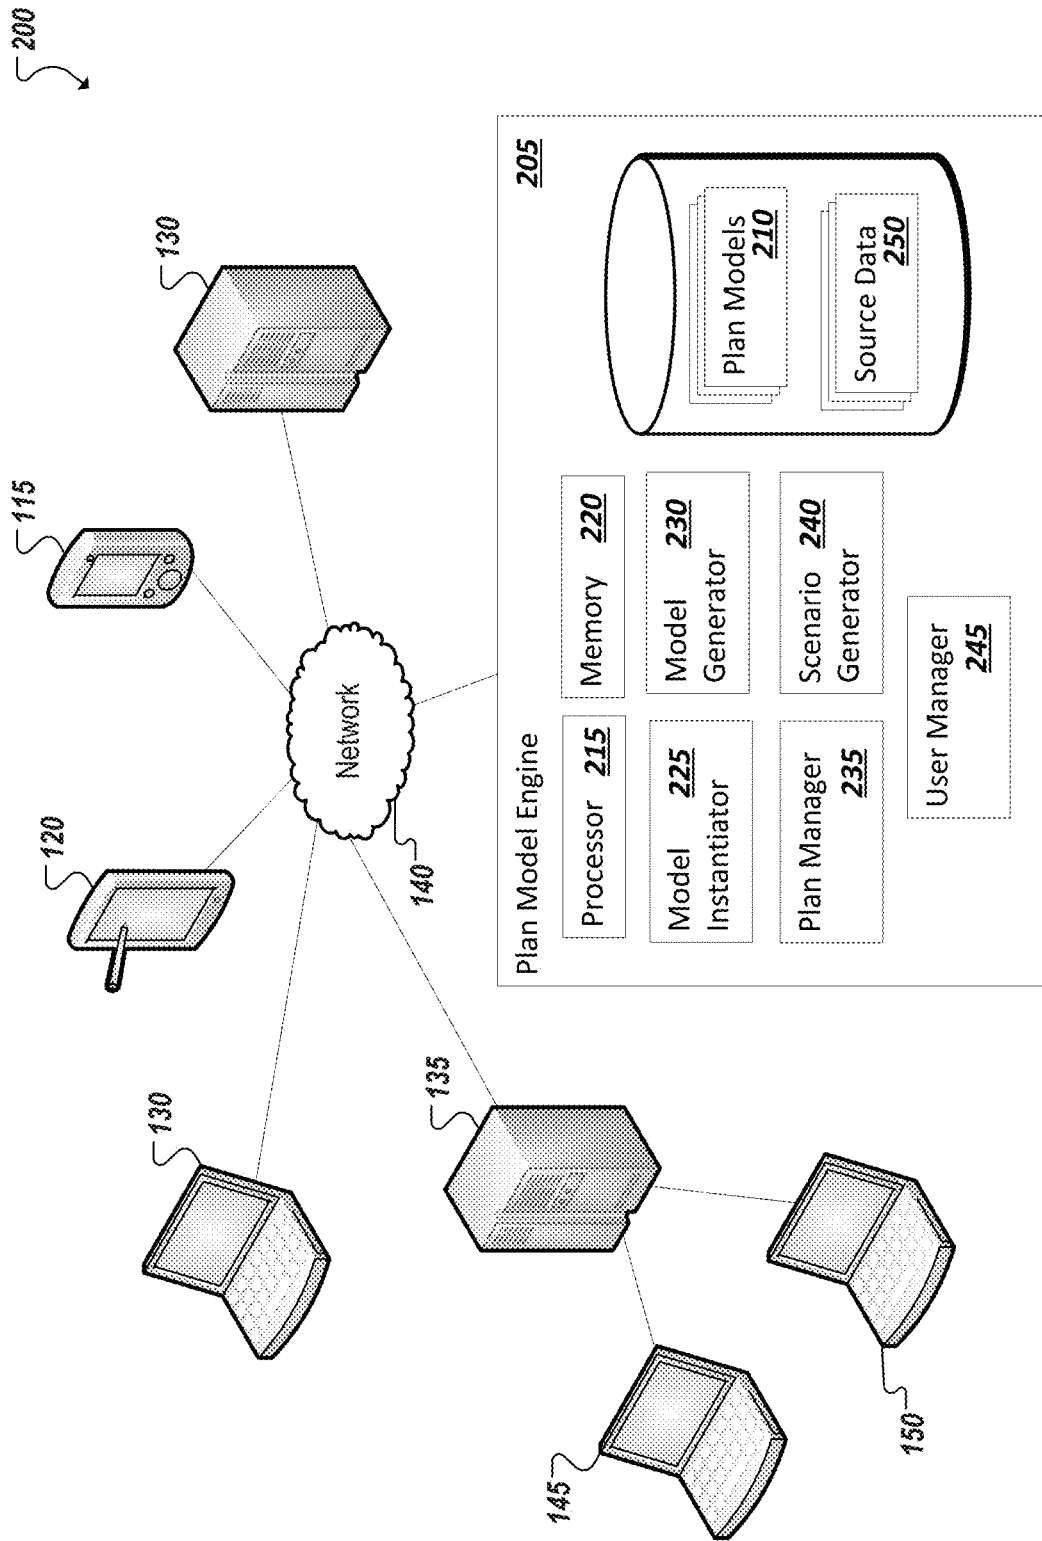 200
130
120
115
130
Network
140
135
145
150
Plan Model Engine
205
Processor 215
Memory 220
Model
Instantiator
225
Model
Generator
230
Plan Manager
235
Scenario
Generator
240
User Manager
245
Plan Models
210
Source Data
250